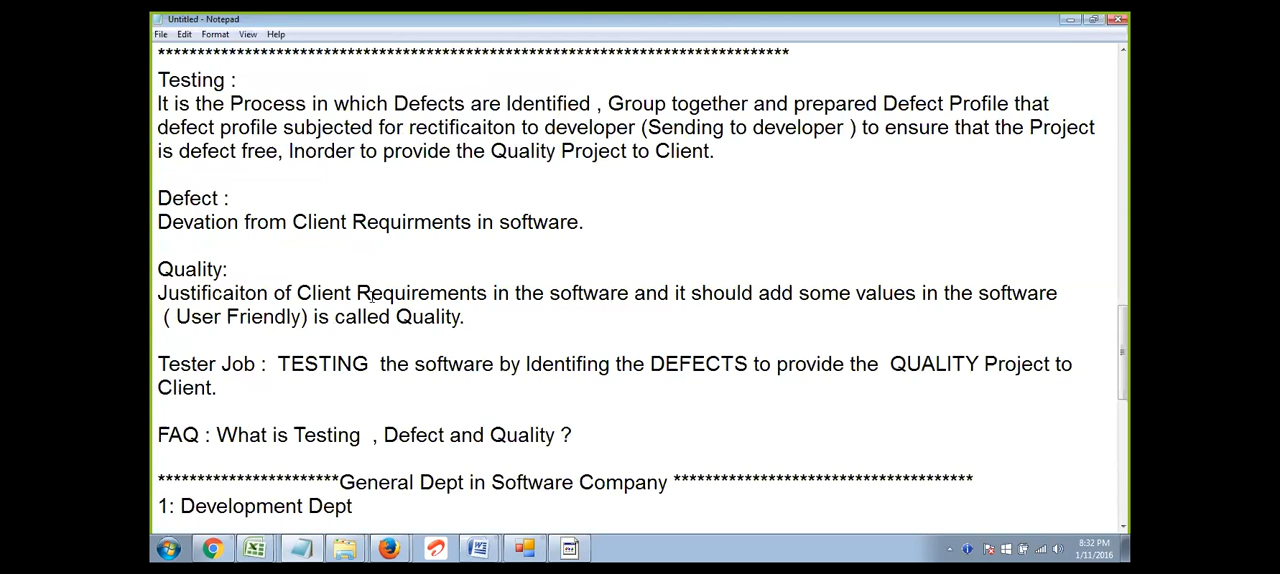 Untitled - Notepad
File Edit Format View Help
********************************************************************************
Testing :
It is the Process in which Defects are Identified , Group together and prepared Defect Profile that
defect profile subjected for rectificaiton to developer (Sending to developer ) to ensure that the Project
is defect free, Inorder to provide the Quality Project to Client.
Defect :
Devation from Client Requirments in software.
Quality:
Justificaiton of Client Requirements in the software and it should add some values in the software
( User Friendly) is called Quality.
Tester Job : TESTING the software by Identifing the DEFECTS to provide the QUALITY Project to
Client.
FAQ : What is Testing , Defect and Quality ?
***********************General Dept in Software Company **************************************
1: Development Dept
8:32 PM
1/11/2016